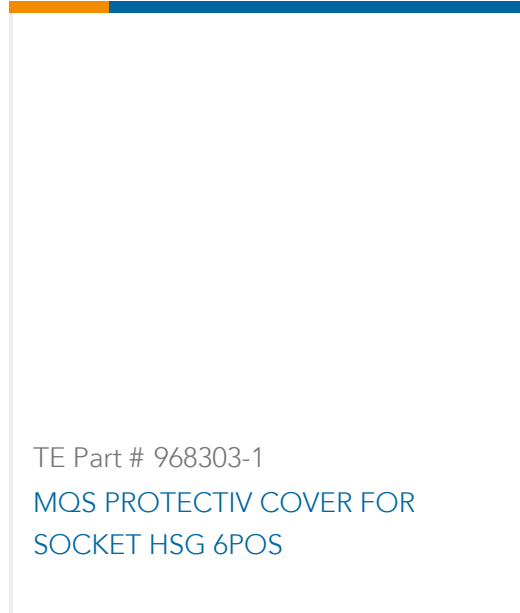 TE Part # 968303-1
MQS PROTECTIV COVER FOR
SOCKET HSG 6POS